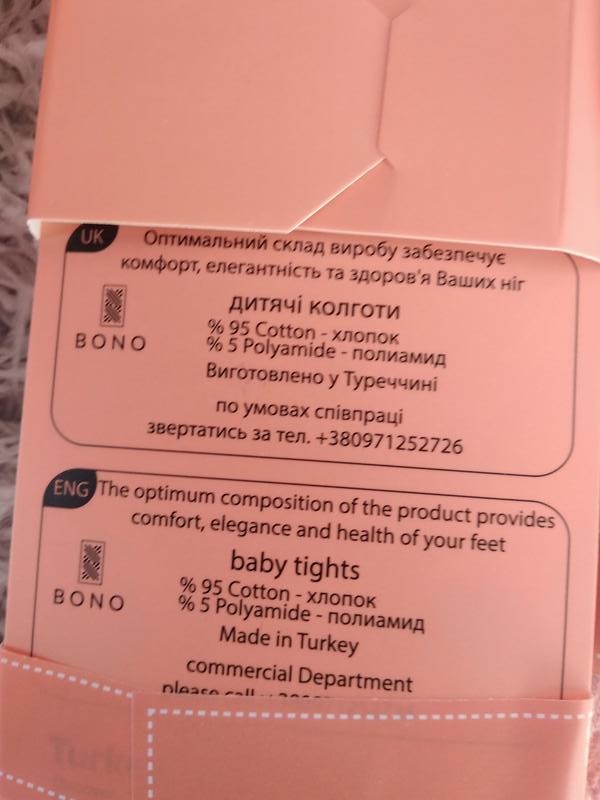 UK
Оптимальний склад виробу забезпечує
комфорт, елегантність та здоров'я Ваших ніг
BONO
дитячі колготи
% 95 Cotton - хлопок
% 5 Polyamide - полиамид
Виготовлено у Туреччині
по умовах співпраці
звертатись за тел. +380971252726
ENG
The optimum composition of the product provides
comfort, elegance and health of your feet
BONO
baby tights
% 95 Cotton - хлопок
% 5 Polyamide - полиамид
Made in Turkey
commercial Department
please call